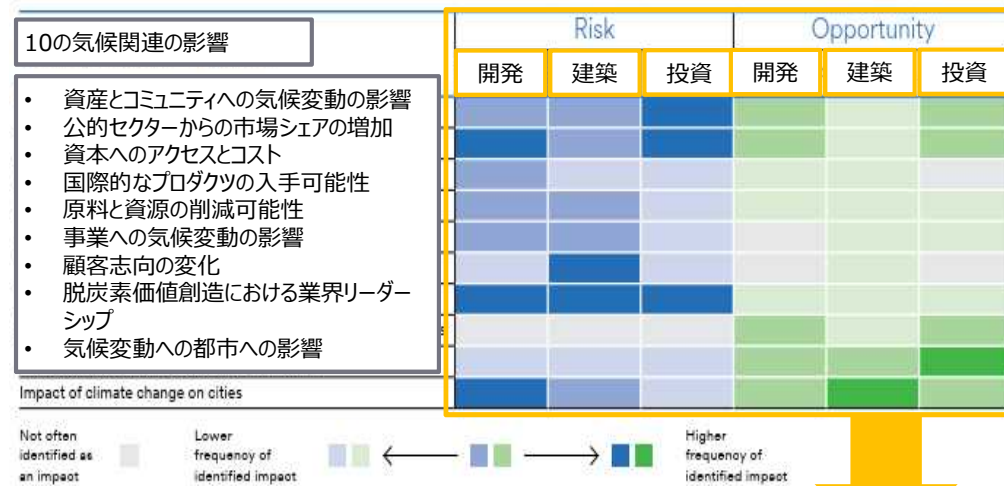 10の気候関連の影響
Risk
Opportunity
開発
建築
投資
開発
建築
投資
• 資産とコミュニティへの気候変動の影響
• 公的セクターからの市場シェアの増加
• 資本へのアクセスとコスト
• 国際的なプロダクツの入手可能性
• 原料と資源の削減可能性
• 事業への気候変動の影響
• 顧客志向の変化
• 脱炭素価値創造における業界リーダー
シップ
• 気候変動への都市への影響
Impact of climate change on cities
Not often
identified as
an impact
Lower
frequency of
identified impact
Higher
frequency of
identified impact